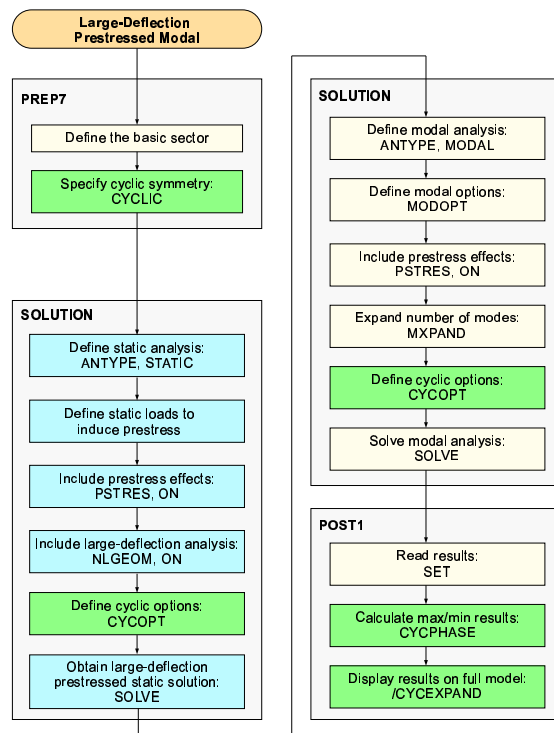 Large-Deflection
Prestressed Modal
PREP7
Define the basic sector
Specify cyclic symmetry:
CYCLIC
SOLUTION
Define static analysis:
ANTYPE, STATIC
Define static loads to
induce prestress
Include prestress effects:
PSTRES, ON
Include large-deflection analysis:
NLGEOM, ON
Define cyclic options:
CYCOPT
Obtain large-deflection
prestressed static solution:
SOLVE
SOLUTION
Define modal analysis:
ANTYPE, MODAL
Define modal options:
MODOPT
Include prestress effects:
PSTRES, ON
Expand number of modes:
MXPAND
Define cyclic options:
CYCOPT
Solve modal analysis:
SOLVE
POST1
Read results:
SET
Calculate max/min results:
CYCPHASE
Display results on full model:
/CYCEXPAND